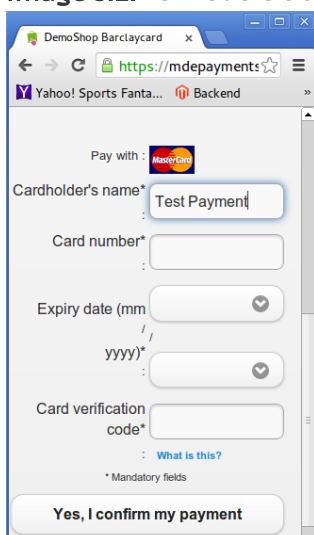 DemoShop Barclaycard x
https://mdepayments
Yahoo! Sports Fanta... Backend »
Pay with : MasterCard
Cardholder's name*
:
Test Payment
Card number*
:
Expiry date (mm
/
/
yyyy)*
:
Card verification
code*
: What is this?
* Mandatory fields
Yes, I confirm my payment